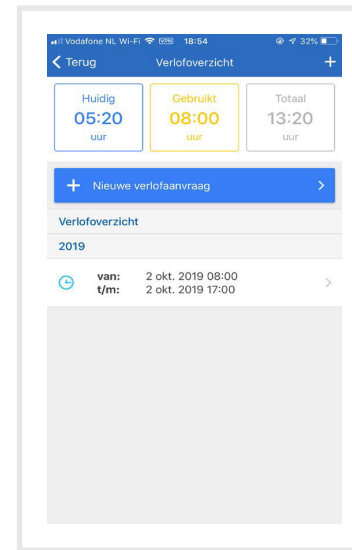 Vodafone NL Wi-Fi VPN 18:54 32%
Terug Verlofoverzicht +
Huidig Gebruikt Totaal
05:20 08:00 13:20
uur uur uur
+ Nieuwe verlofaanvraag
Verlofoverzicht
2019
van: 2 okt. 2019 08:00
t/m: 2 okt. 2019 17:00